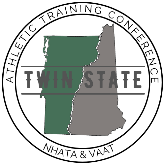 ATHLETIC TRAINING CONFERENCE
TWIN STATE
NHATA & VAAT